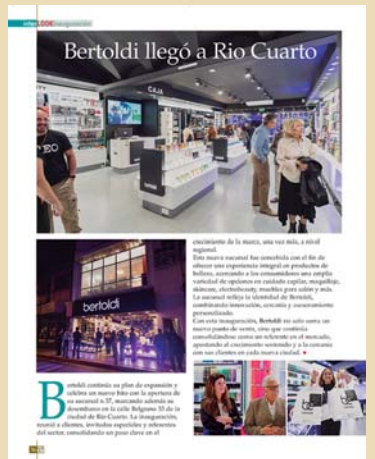 interLOOK Inauguración
Bertoldi llegó a Rio Cuarto
CAJA
bertoldi
Bertoldi continúa su plan de expansión y
celebra un nuevo hito con la apertura de
su sucursal n.37, marcando además su
desembarco en la calle Belgrano 33 de la
ciudad de Río Cuarto. La inauguración,
reunió a clientes, invitados especiales y referentes
del sector, consolidando un paso clave en el
crecimiento de la marca, una vez más, a nivel
regional.
Esta nueva sucursal fue concebida con el fin de
ofrecer una experiencia integral en productos de
belleza, acercando a los consumidores una amplia
variedad de opciones en cuidado capilar, maquillaje,
skincare, electrobeauty, muebles para salón y más.
La sucursal refleja la identidad de Bertoldi,
combinando innovación, cercanía y asesoramiento
personalizado.
Con esta inauguración, Bertoldi no solo suma un
nuevo punto de venta, sino que continúa
consolidándose como un referente en el mercado,
apostando al crecimiento sostenido y a la cercanía
con sus clientes en cada nueva ciudad.